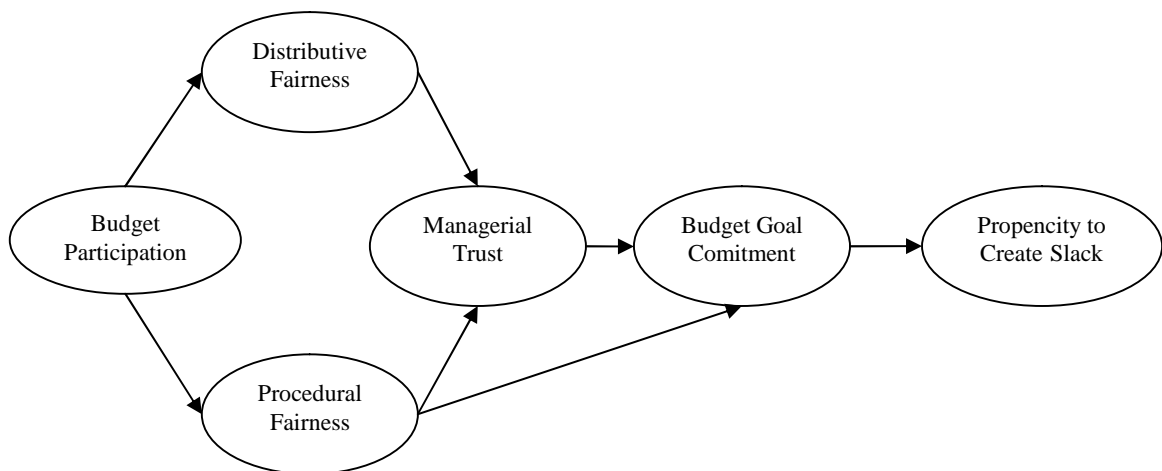 Distributive
Fairness
Budget
Participation
Managerial
Trust
Budget Goal
Comitment
Propencity to
Create Slack
Procedural
Fairness